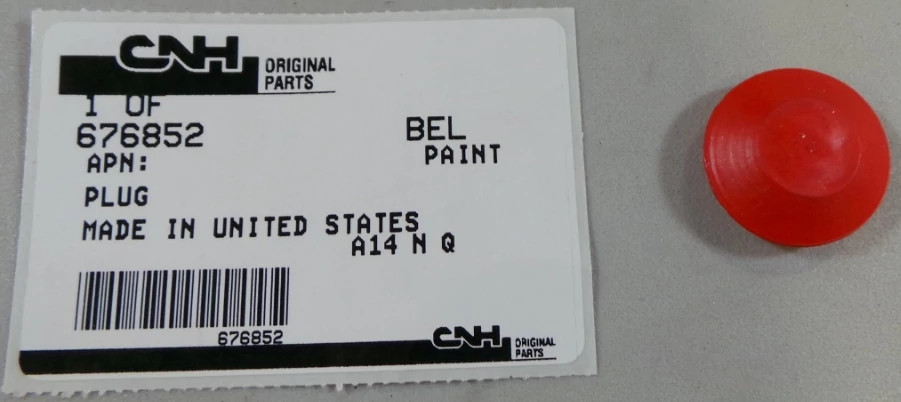 CNH ORIGINAL
PARTS
1 OF
676852 BEL
APN: PAINT
PLUG
MADE IN UNITED STATES
A14 N Q
676852
CNH ORIGINAL
PARTS